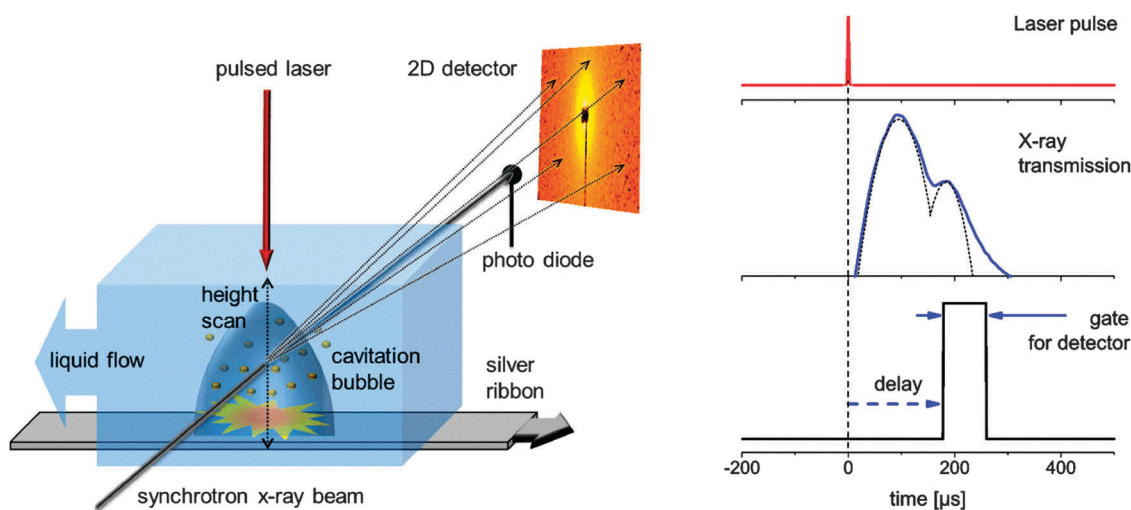 pulsed laser
2D detector
photo diode
height
scan
liquid flow
cavitation
bubble
silver
ribbon
synchrotron x-ray beam
Laser pulse
X-ray
transmission
gate
for detector
delay
-200 0 200 400
time [µs]